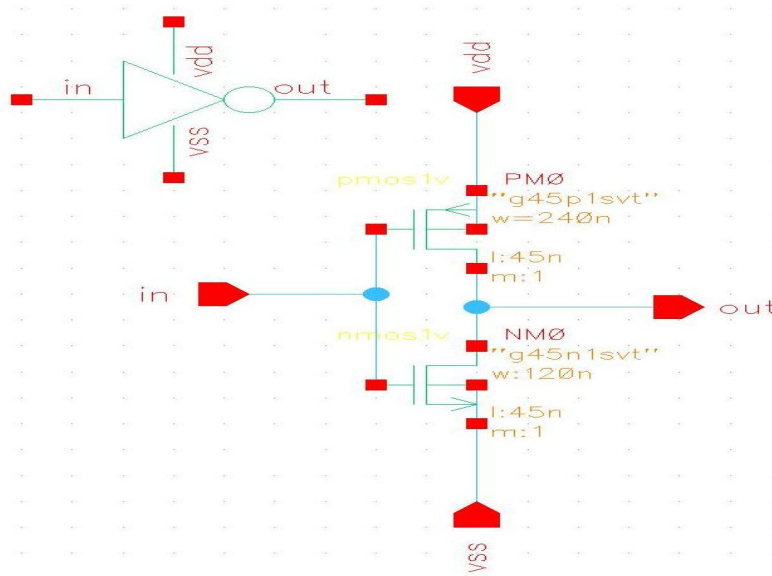 vdd
in
out
vss
vdd
pmos1v
PM0
"g45p1svt"
w=240n
l:45n
m:1
in
out
nmos1v
NM0
"g45n1svt"
w:120n
l:45n
m:1
vss